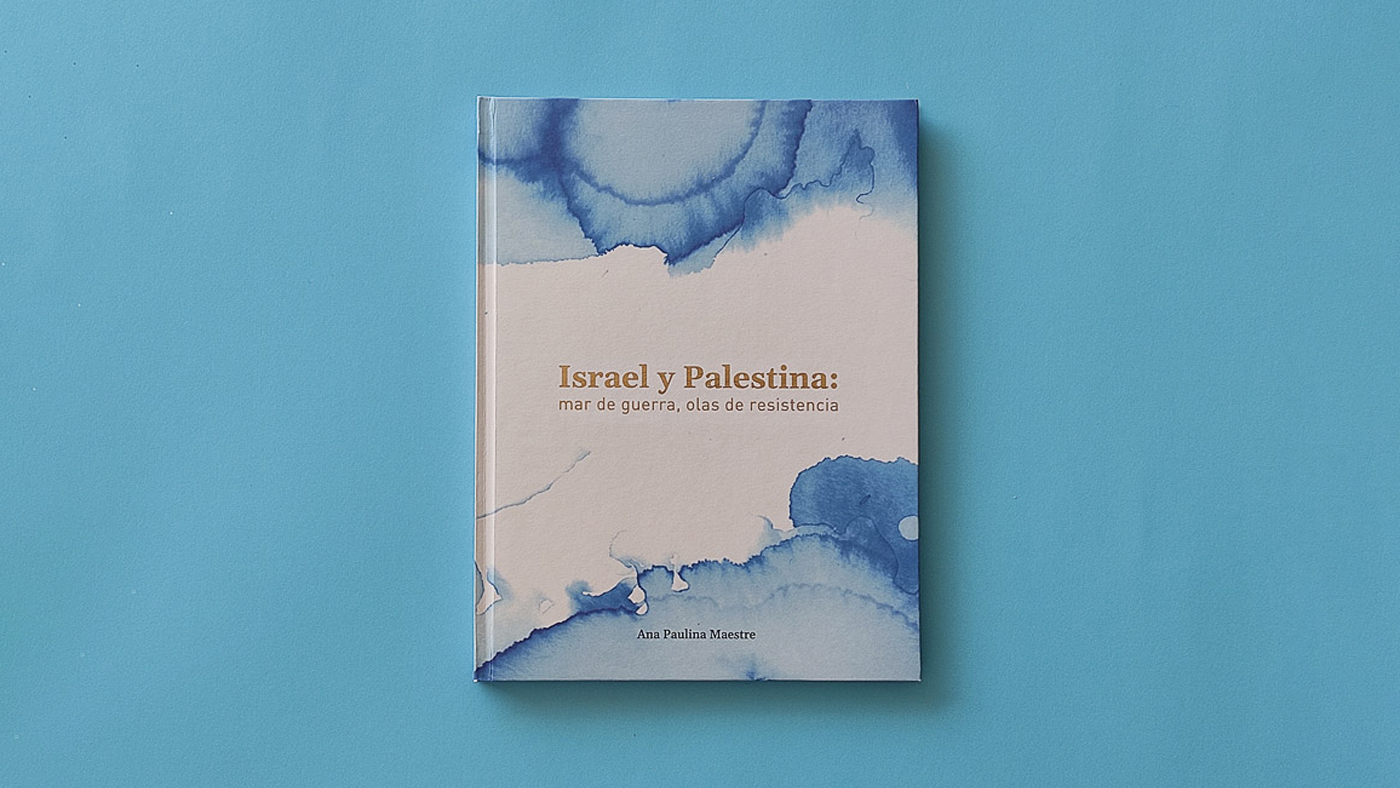 Israel y Palestina:
mar de guerra, olas de resistencia
Ana Paulina Maestre